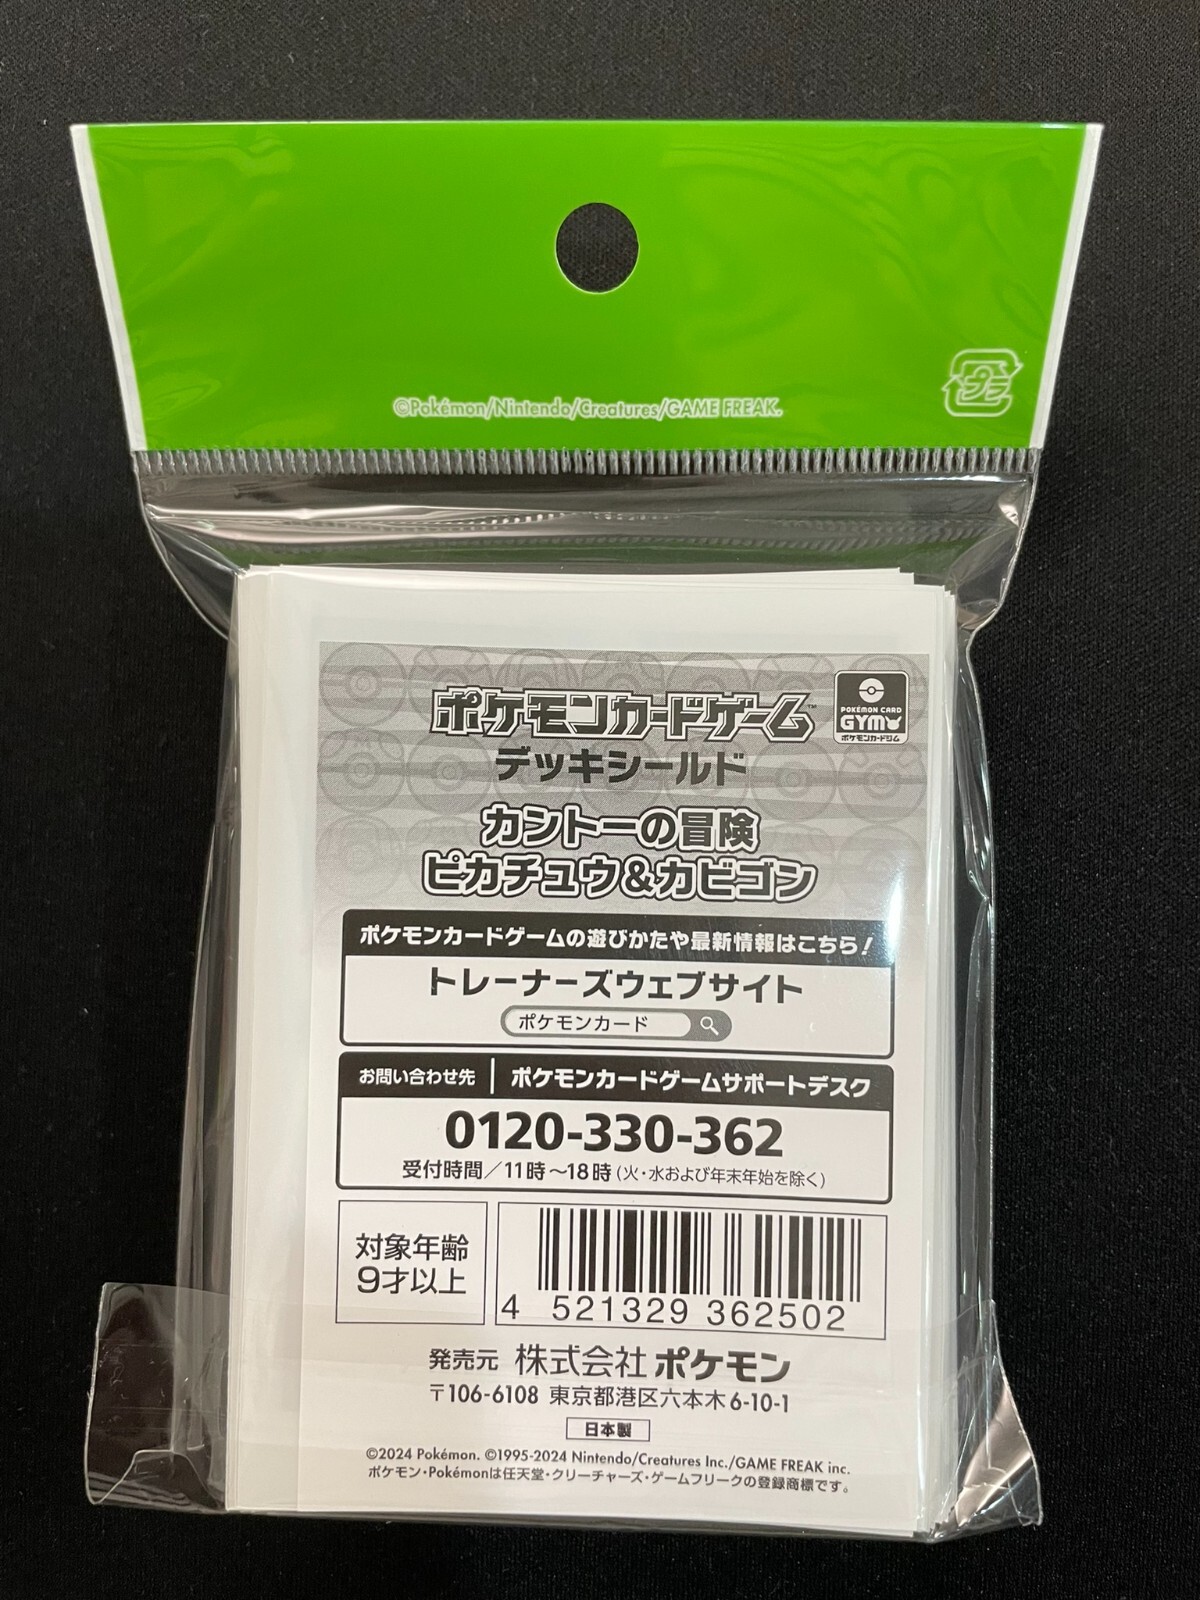 ©Pokémon/Nintendo/Creatures/GAME FREAK.
プラ
ポケモンカードゲーム™
POKÉMON CARD
GYM
ポケモンカードジム
デッキシールド
カントーの冒険
ピカチュウ&カビゴン
ポケモンカードゲームの遊びかたや最新情報はこちら!
トレーナーズウェブサイト
ポケモンカード
お問い合わせ先 ポケモンカードゲームサポートデスク
0120-330-362
受付時間/11時〜18時(火・水および年末年始を除く)
対象年齢
9才以上
4 521329 362502
発売元 株式会社ポケモン
〒106-6108 東京都港区六本木6-10-1
日本製
©2024 Pokémon. ©1995-2024 Nintendo/Creatures Inc./GAME FREAK inc.
ポケモン・Pokémonは任天堂・クリーチャーズ・ゲームフリークの登録商標です。